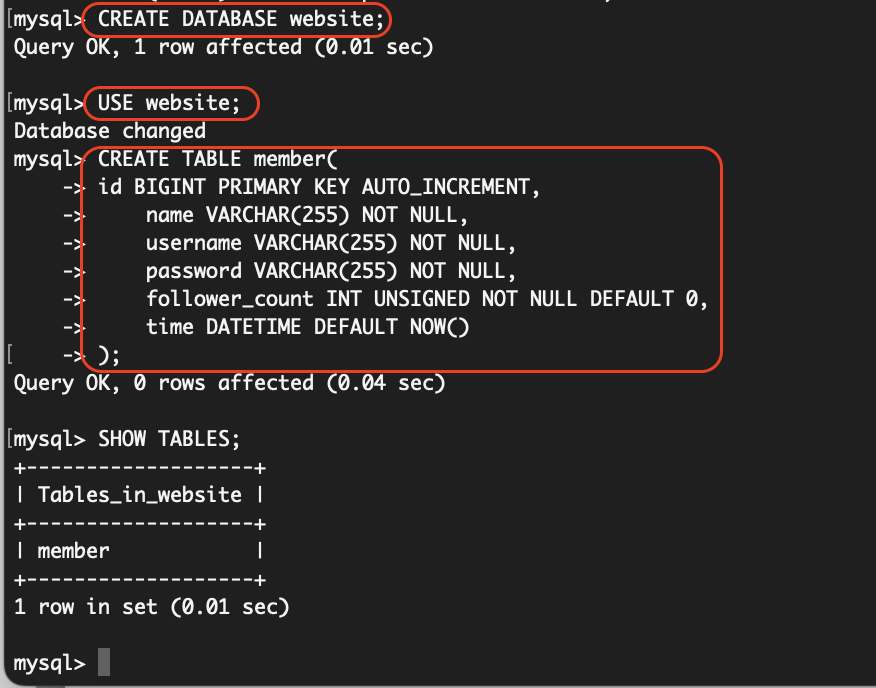 [mysql> CREATE DATABASE website;
Query OK, 1 row affected (0.01 sec)
[mysql> USE website;
Database changed
mysql> CREATE TABLE member(
    -> id BIGINT PRIMARY KEY AUTO_INCREMENT,
    ->     name VARCHAR(255) NOT NULL,
    ->     username VARCHAR(255) NOT NULL,
    ->     password VARCHAR(255) NOT NULL,
    ->     follower_count INT UNSIGNED NOT NULL DEFAULT 0,
    ->     time DATETIME DEFAULT NOW()
[    -> );
Query OK, 0 rows affected (0.04 sec)
[mysql> SHOW TABLES;
+-------------------+
| Tables_in_website |
+-------------------+
| member            |
+-------------------+
1 row in set (0.01 sec)
mysql>